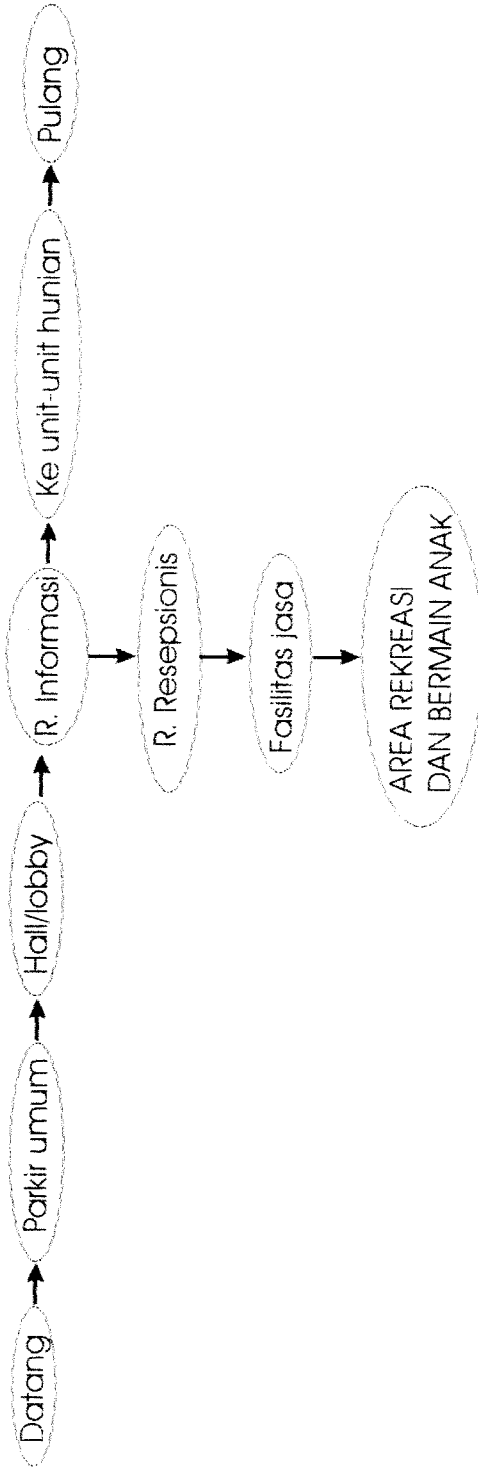 Datang
Parkir umum
Hall/lobby
R. Informasi
Ke unit-unit hunian
Pulang
R. Resepsionis
Fasilitas jasa
AREA REKREASI
DAN BERMAIN ANAK